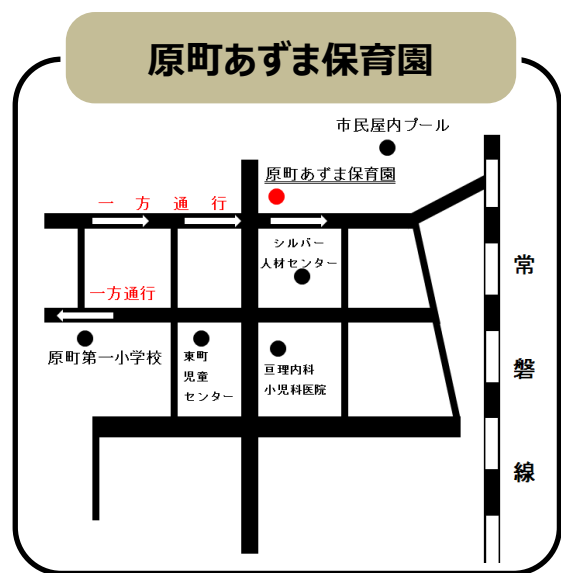 原町あずま保育園
市民屋内プール
原町あずま保育園
一方通行
シルバー
人材センター
一方通行
常磐線
原町第一小学校
東町
児童
センター
亘理内科
小児科医院